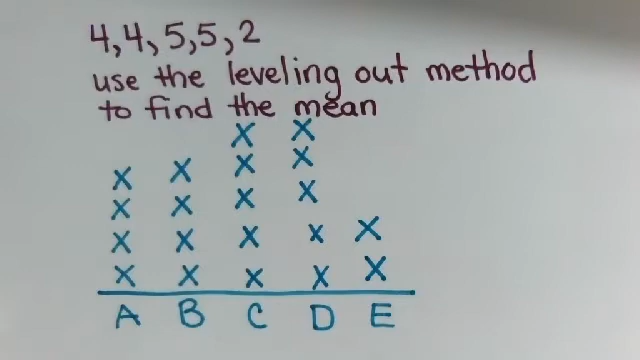 4, 4, 5, 5, 2
use the leveling out method
to find the mean
X X
X X X X
X X X X
X X X X X
X X X X X
A B C D E